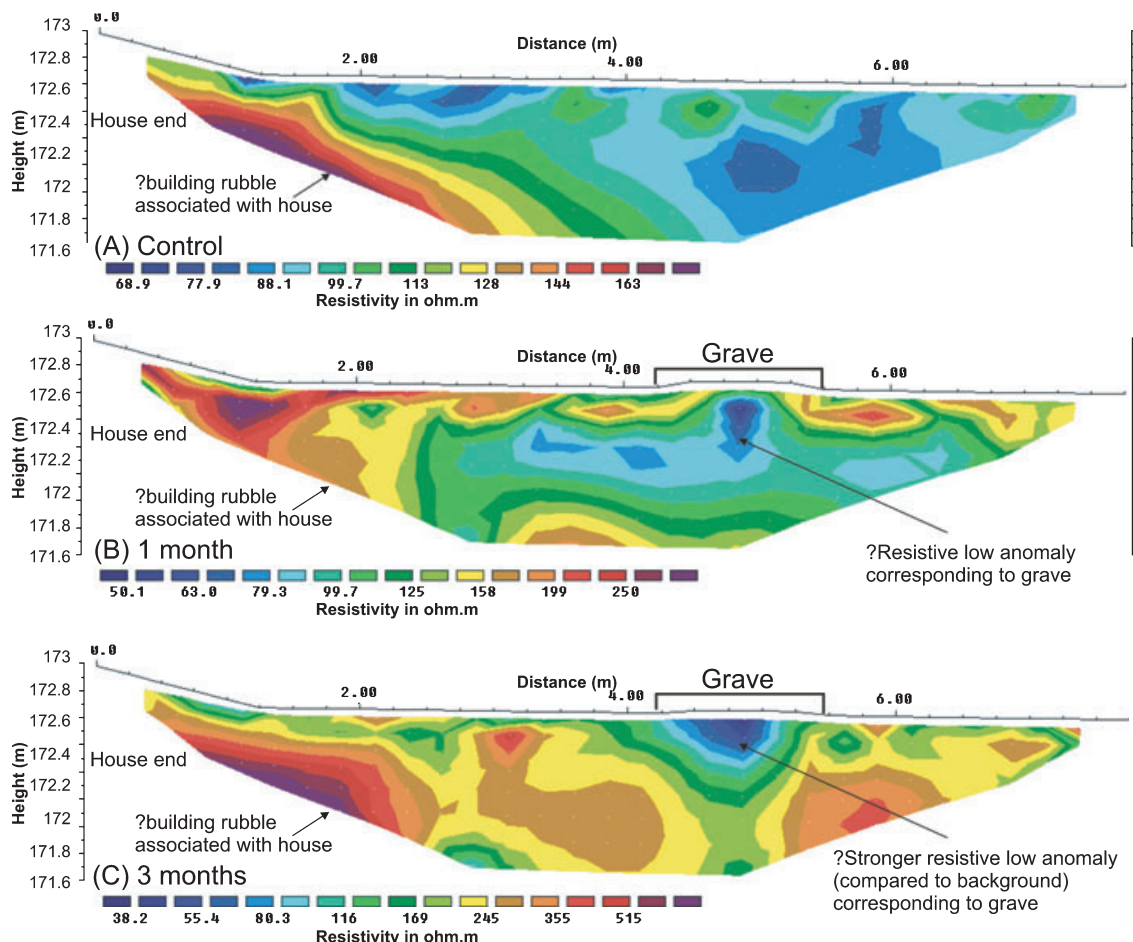 173
0.0
Distance (m)
172.8
2.00
4.00
6.00
172.6
House end
172.4
Height (m)
172.2
?building rubble
associated with house
172
171.8
171.6
(A) Control
68.9 77.9 88.1 99.7 113 128 144 163
Resistivity in ohm.m
173
0.0
Distance (m)
Grave
172.8
2.00
4.00
6.00
172.6
House end
172.4
Height (m)
172.2
?building rubble
associated with house
172
171.8
171.6
(B) 1 month
?Resistive low anomaly
corresponding to grave
50.1 63.0 79.3 99.7 125 158 199 250
Resistivity in ohm.m
173
0.0
Distance (m)
Grave
172.8
2.00
4.00
6.00
172.6
House end
172.4
Height (m)
172.2
?building rubble
associated with house
172
171.8
171.6
(C) 3 months
?Stronger resistive low anomaly
(compared to background)
corresponding to grave
38.2 55.4 80.3 116 169 245 355 515
Resistivity in ohm.m